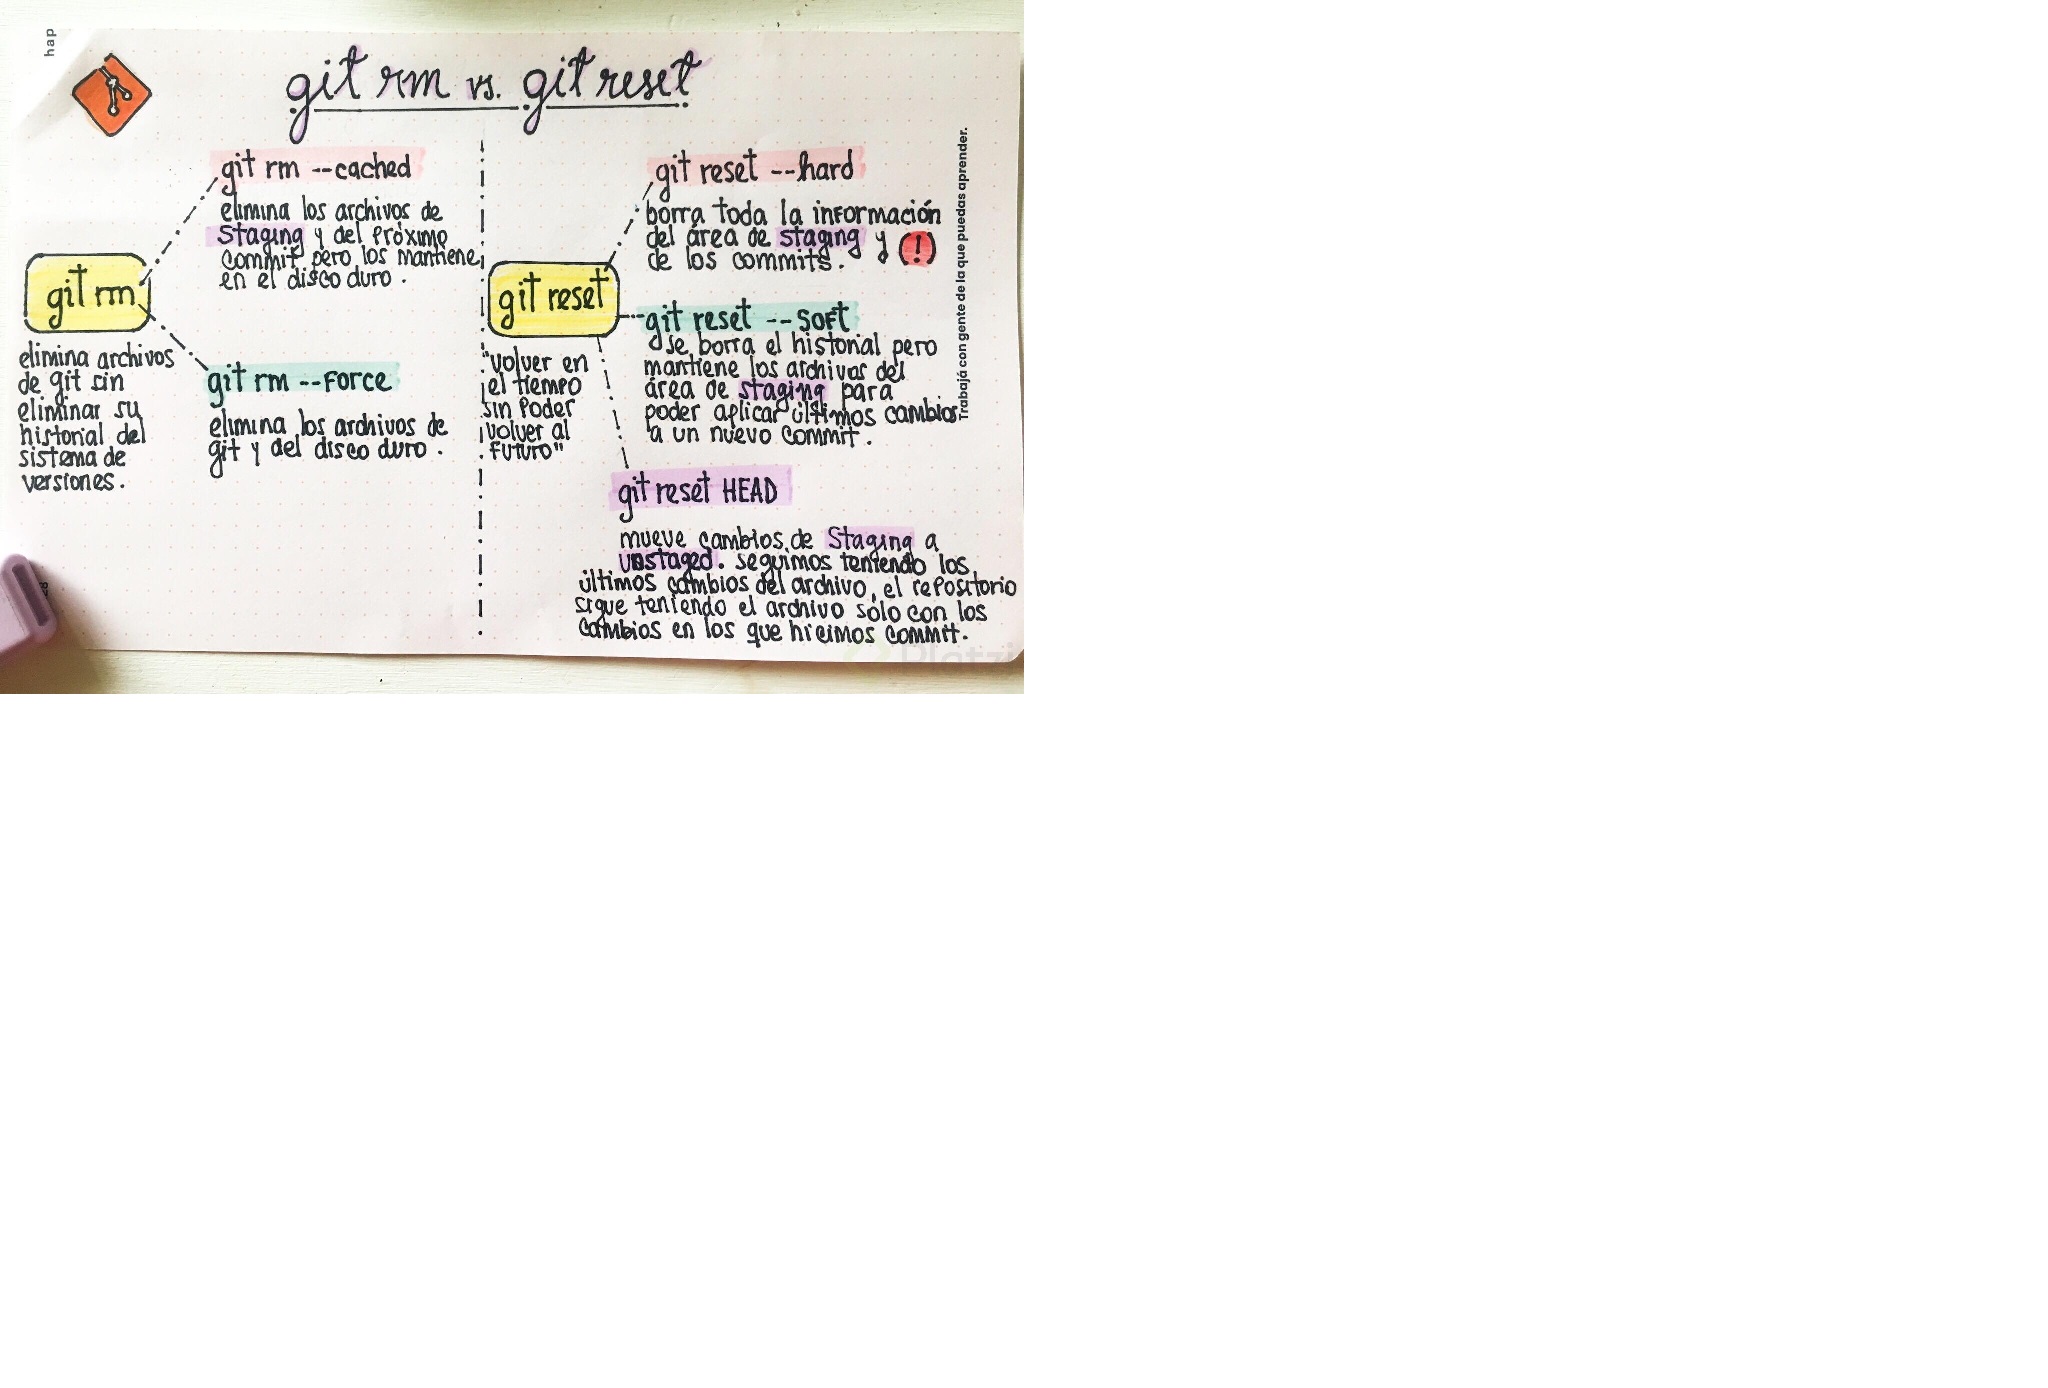 hap
git rm vs. git reset
git rm
elimina archivos
de git sin
eliminar su
historial del
sistema de
versiones.
git rm --cached
elimina los archivos de
Staging y del próximo
commit pero los mantiene
en el disco duro.
git rm --force
elimina los archivos de
git y del disco duro.
git reset
"volver en
el tiempo
sin poder
volver al
futuro"
git reset --hard
borra toda la información
del área de staging y
de los commits.
(!)
git reset --soft
se borra el historial pero
mantiene los archivos del
área de staging para
poder aplicar últimos cambios
a un nuevo commit.
git reset HEAD
mueve cambios de Staging a
unstaged. seguimos teniendo los
últimos cambios del archivo, el repositorio
sigue teniendo el archivo sólo con los
cambios en los que hicimos commit.
Trabajá con gente de la que puedas aprender.
Platzi